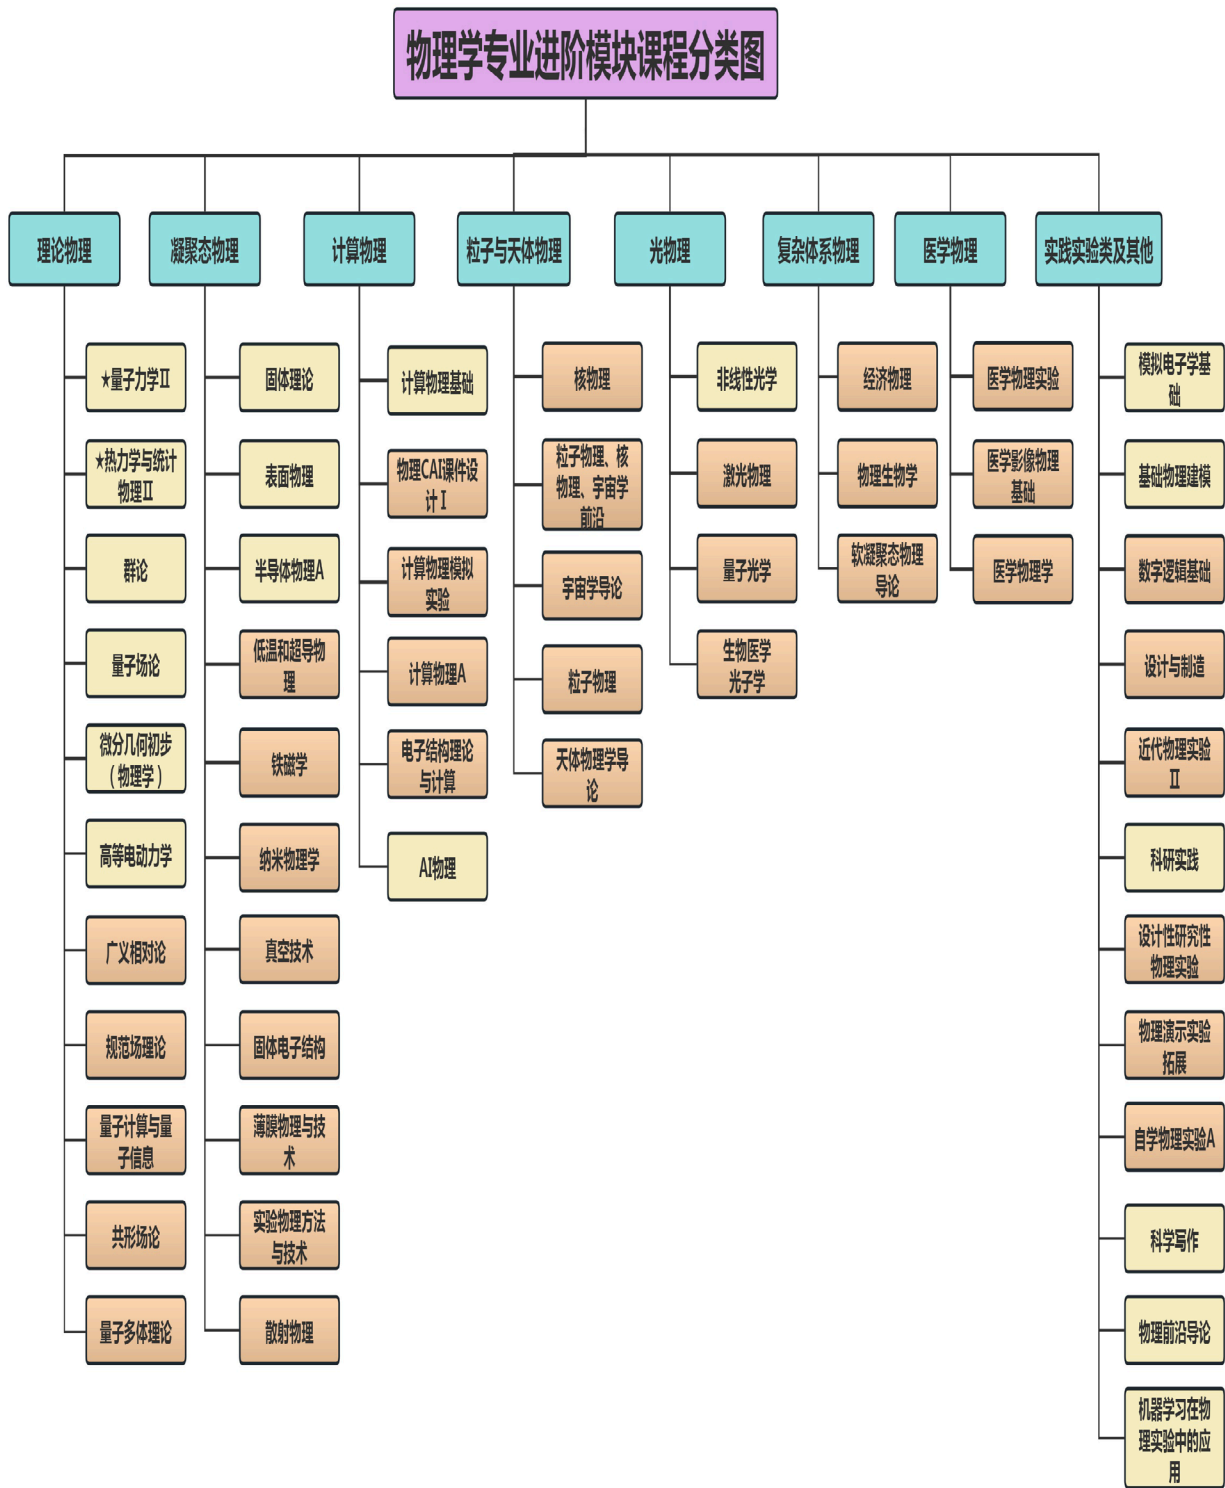 物理学专业进阶模块课程分类图
理论物理
凝聚态物理
计算物理
粒子与天体物理
光物理
复杂体系物理
医学物理
实践实验类及其他
★量子力学Ⅱ
★热力学与统计
物理Ⅱ
群论
量子场论
微分几何初步
（物理学）
高等电动力学
广义相对论
规范场理论
量子计算与量
子信息
共形场论
量子多体理论
固体理论
表面物理
半导体物理A
低温和超导物
理
铁磁学
纳米物理学
真空技术
固体电子结构
薄膜物理与技
术
实验物理方法
与技术
散射物理
计算物理基础
物理CAI课件设
计Ⅰ
计算物理模拟
实验
计算物理A
电子结构理论
与计算
AI物理
核物理
粒子物理、核
物理、宇宙学
前沿
宇宙学导论
粒子物理
天体物理学导
论
非线性光学
激光物理
量子光学
生物医学
光子学
经济物理
物理生物学
软凝聚态物理
导论
医学物理实验
医学影像物理
基础
医学物理学
模拟电子学基
础
基础物理建模
数字逻辑基础
设计与制造
近代物理实验
Ⅱ
科研实践
设计性研究性
物理实验
物理演示实验
拓展
自学物理实验A
科学写作
物理前沿导论
机器学习在物
理实验中的应
用